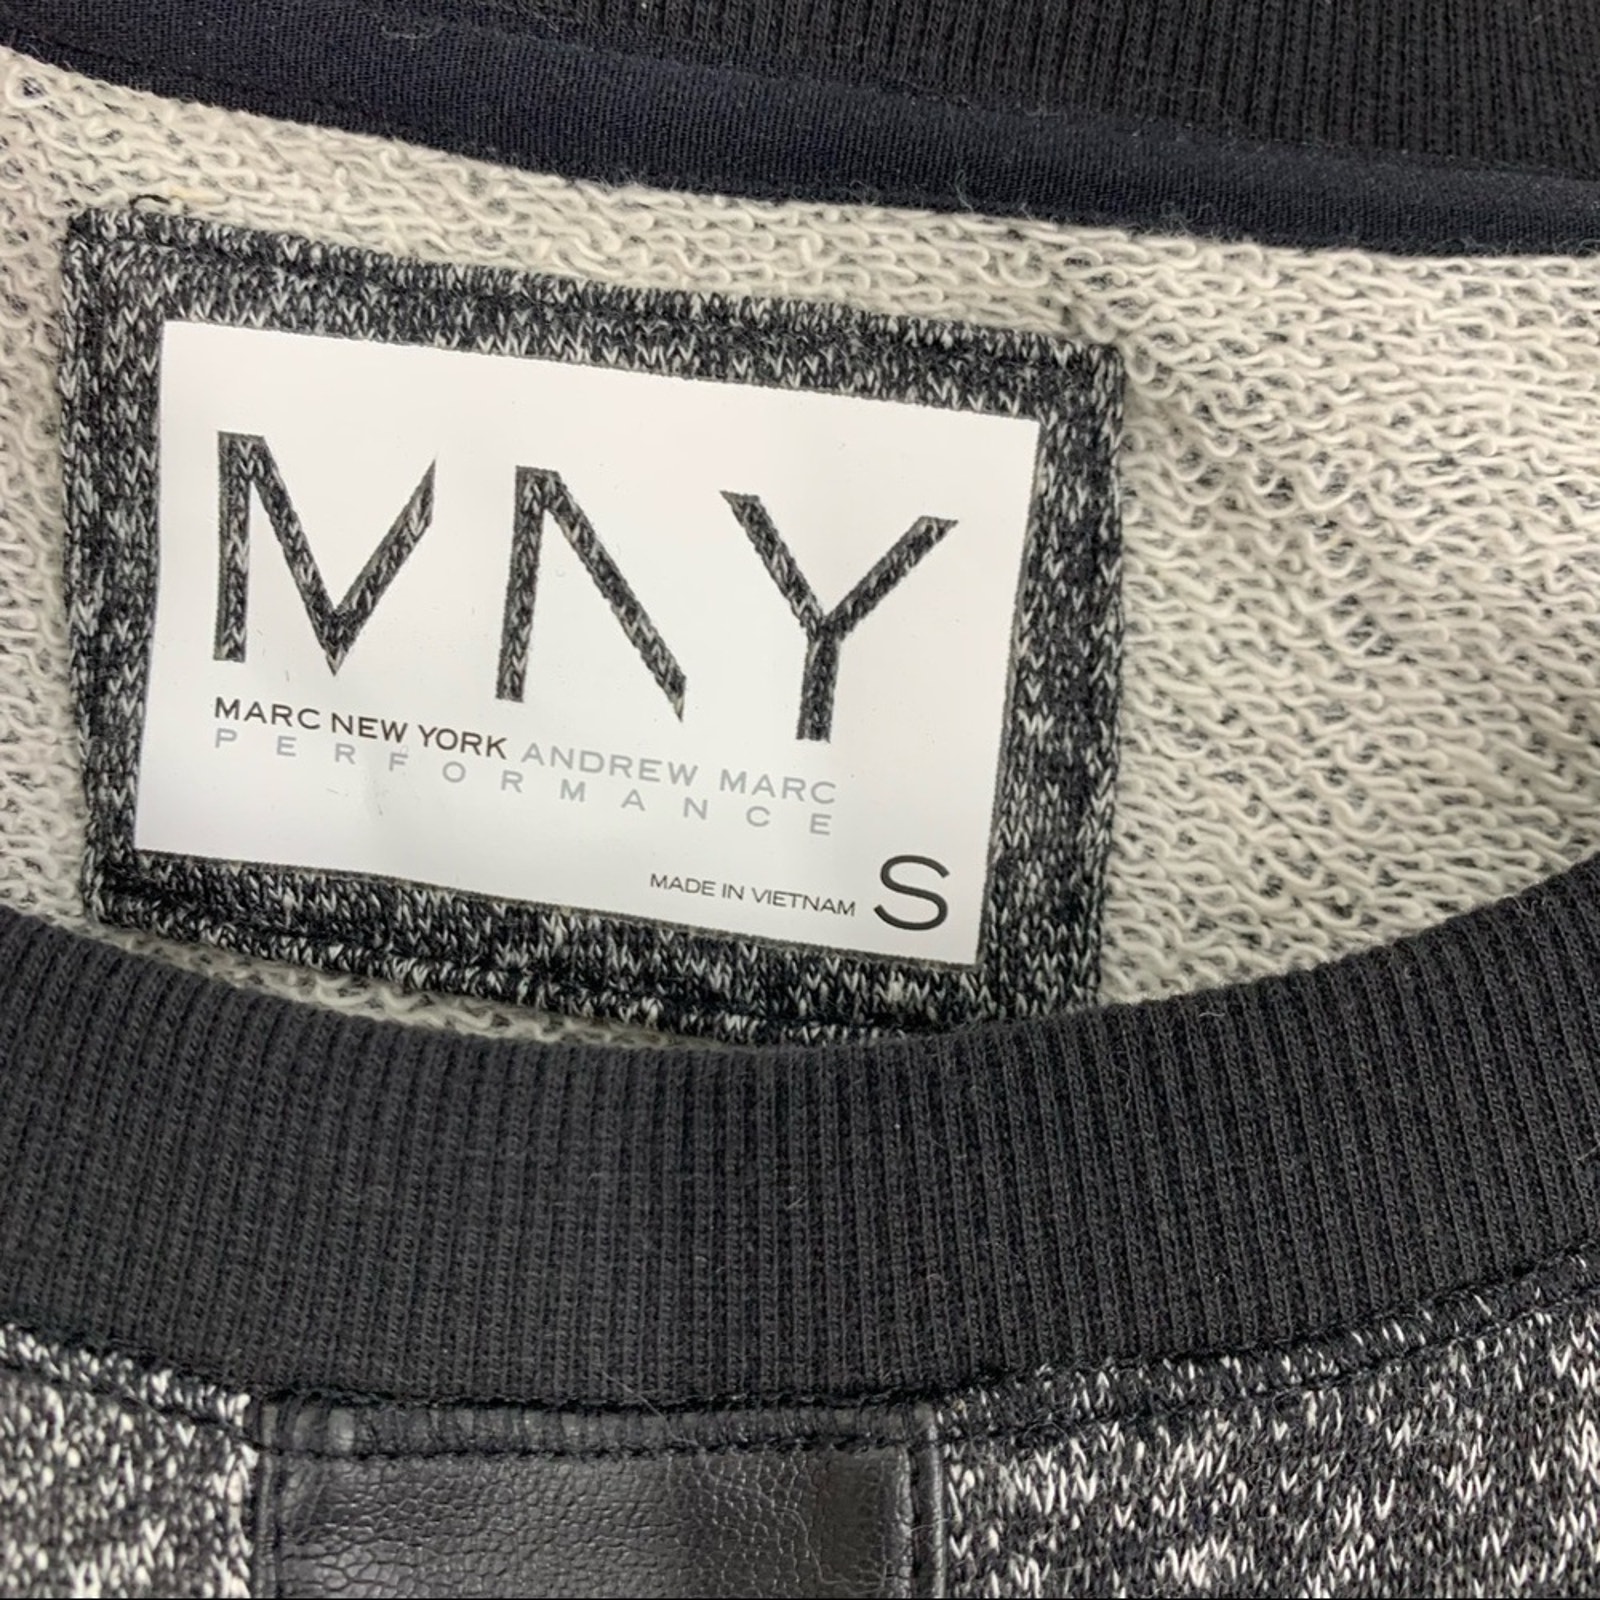 MNY
MARC NEW YORK ANDREW MARC
PERFORMANCE
MADE IN VIETNAM S